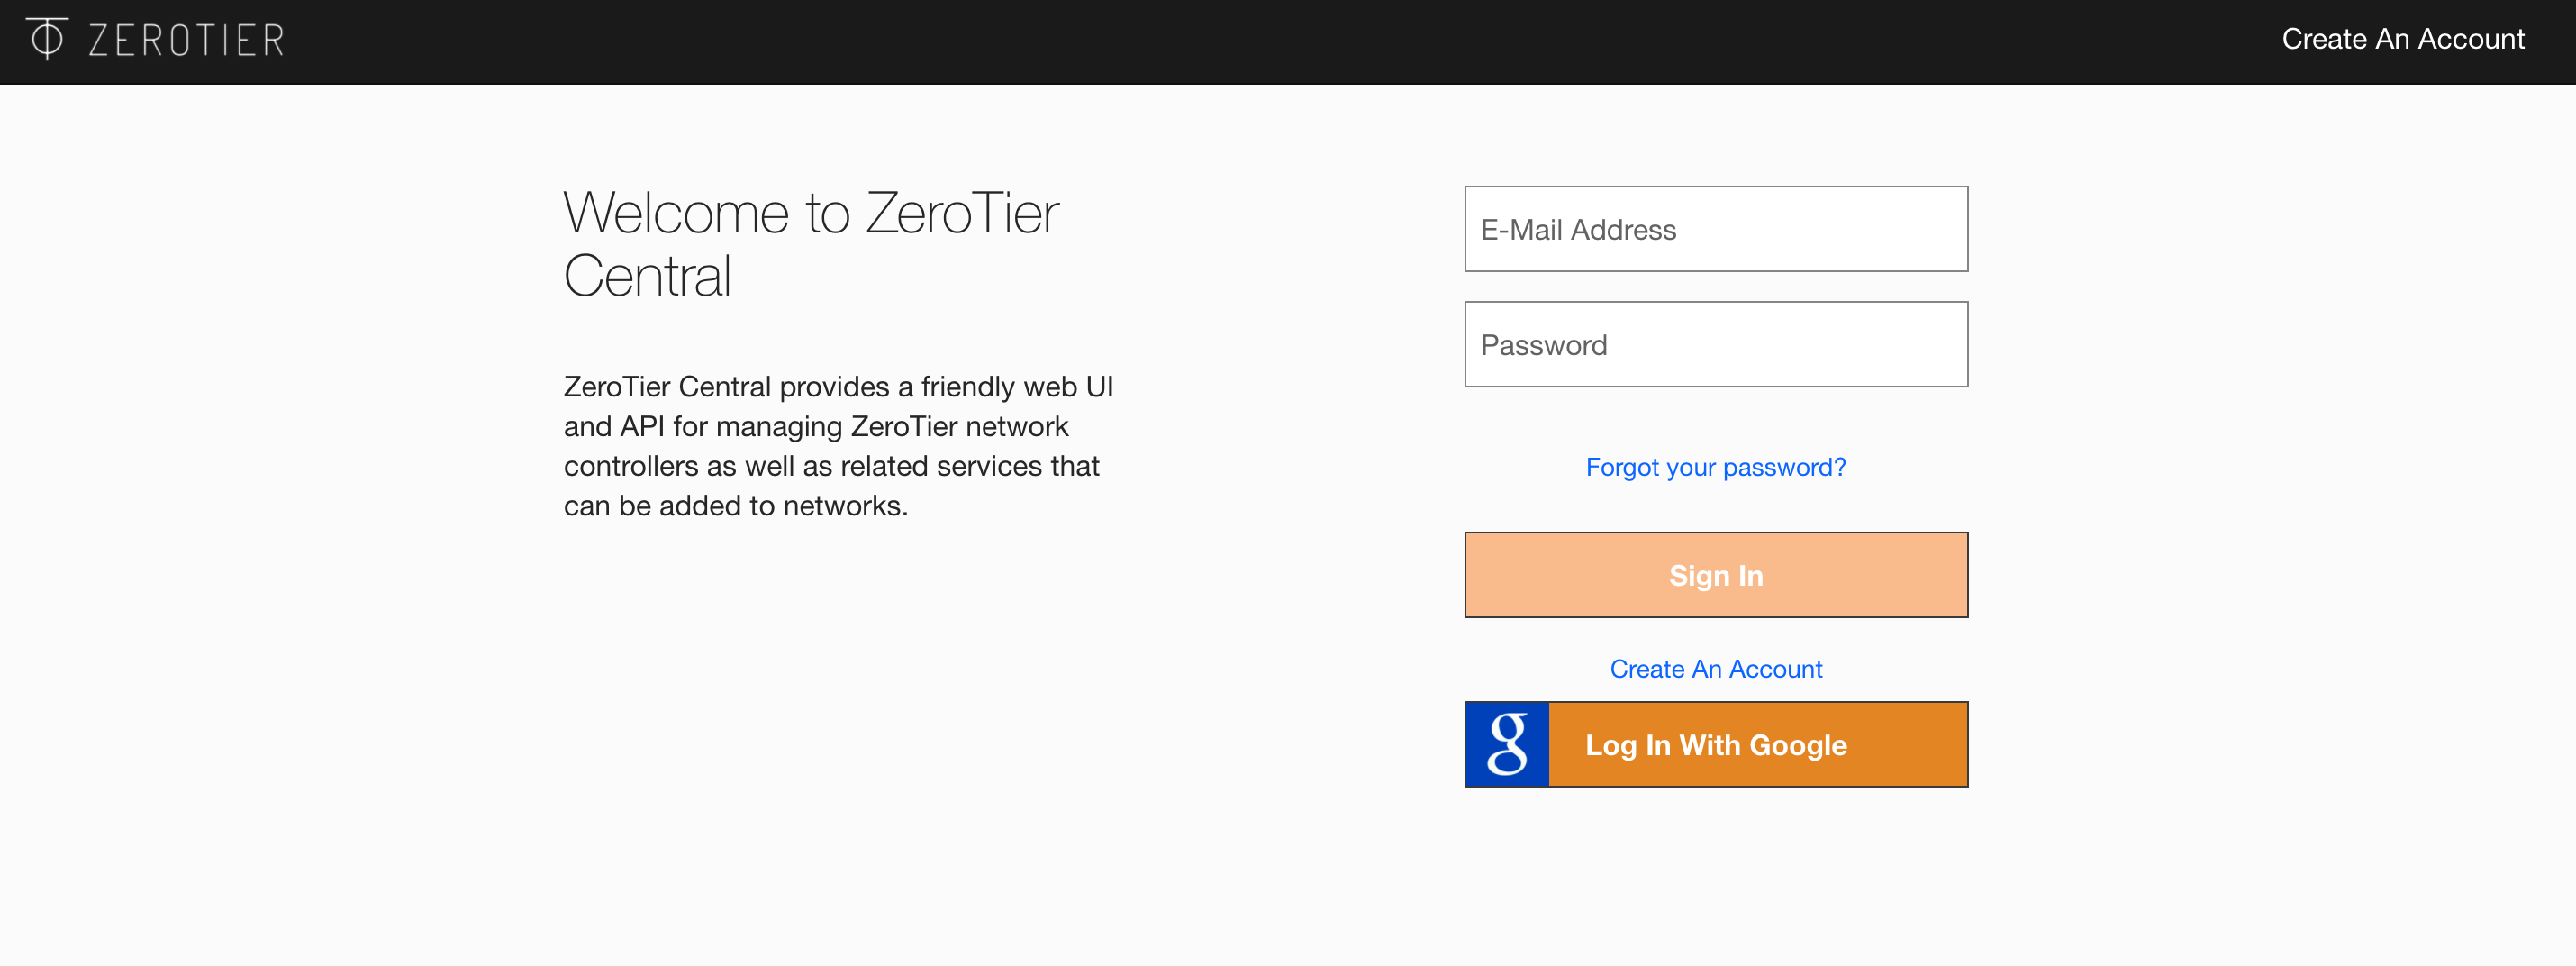 ZEROTIER
Create An Account
Welcome to ZeroTier
Central
ZeroTier Central provides a friendly web UI
and API for managing ZeroTier network
controllers as well as related services that
can be added to networks.
E-Mail Address
Password
Forgot your password?
Sign In
Create An Account
g
Log In With Google